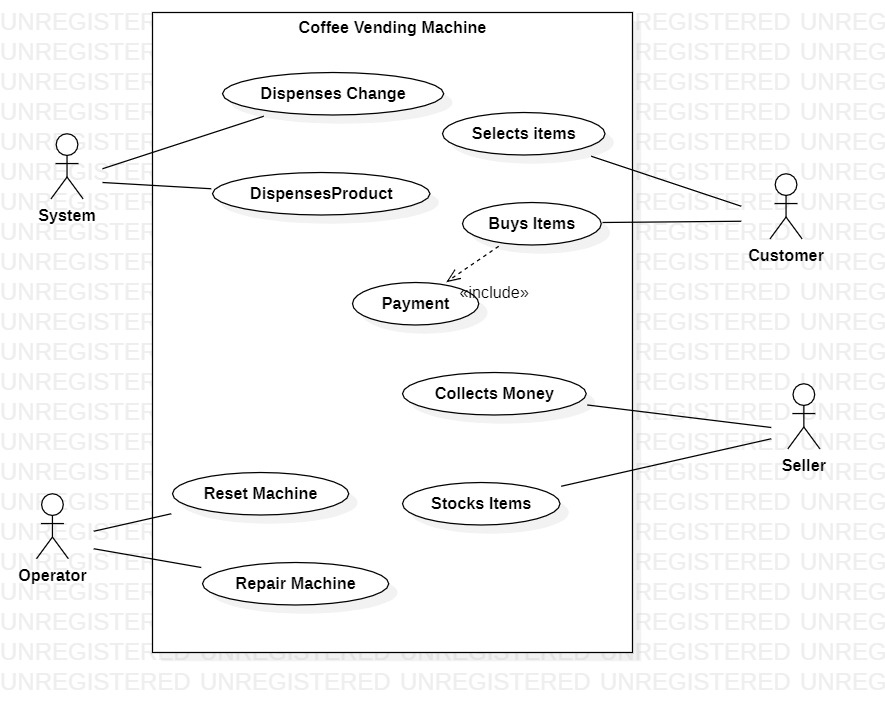 Coffee Vending Machine
Dispenses Change
Selects items
System
DispensesProduct
Buys Items
Customer
«include»
Payment
Collects Money
Seller
Reset Machine
Stocks Items
Operator
Repair Machine
UNREGISTERED UNREGISTERED UNREGISTERED UNREGISTERED UNREG